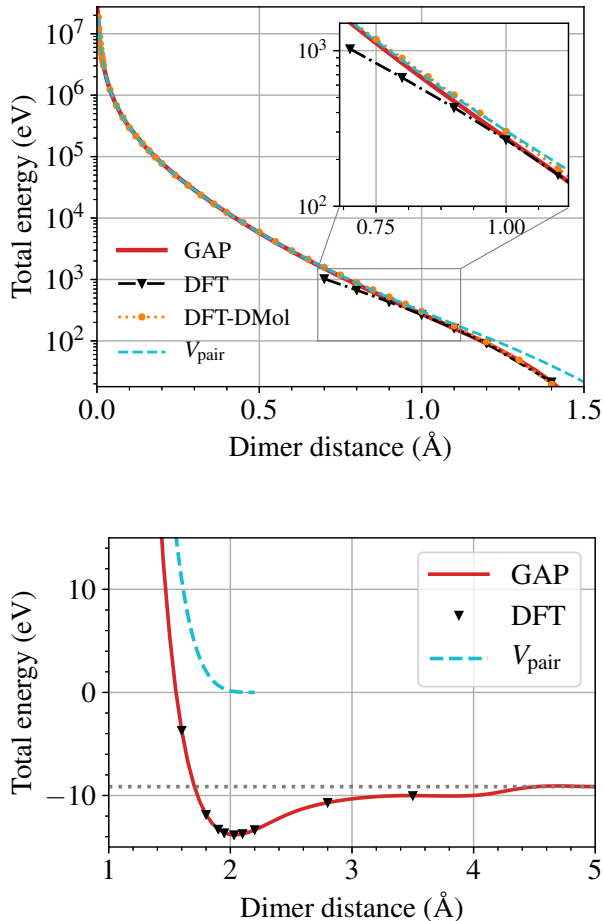 10^7
10^6
10^5
10^4
10^3
10^2
Total energy (eV)
10^3
10^2
0.75
1.00
GAP
DFT
DFT-DMol
V_pair
0.0
0.5
1.0
1.5
Dimer distance (Å)
10
0
−10
Total energy (eV)
GAP
DFT
V_pair
1
2
3
4
5
Dimer distance (Å)